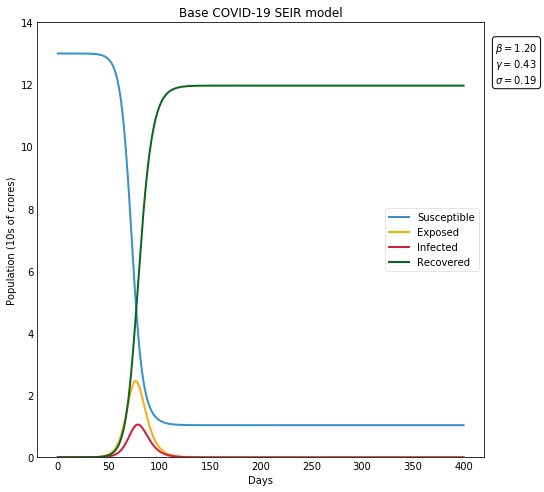 Base COVID-19 SEIR model
β = 1.20
γ = 0.43
σ = 0.19
14
12
10
8
6
4
2
0
Population (10s of crores)
Susceptible
Exposed
Infected
Recovered
0 50 100 150 200 250 300 350 400
Days